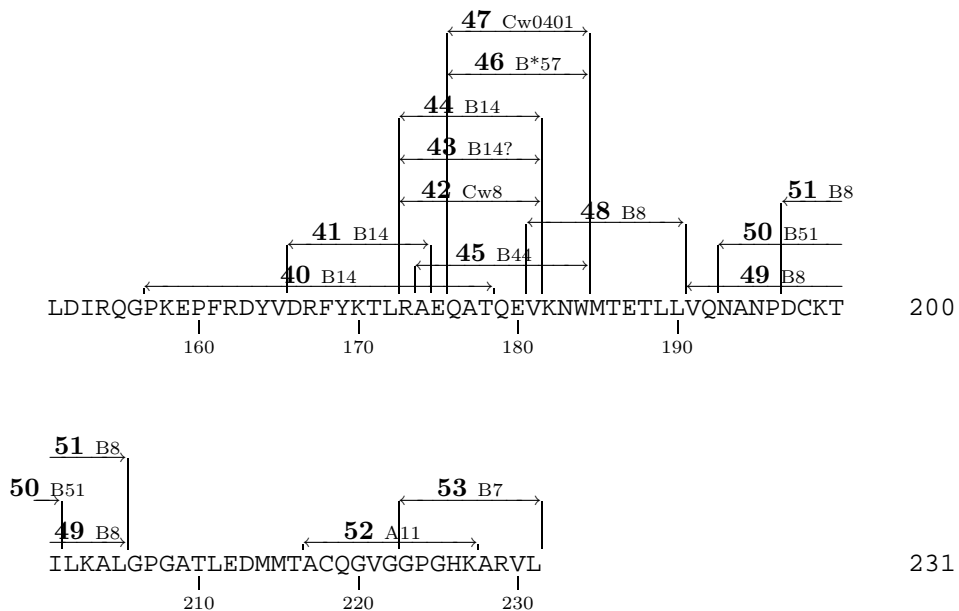 47 Cw0401
46 B*57
44 B14
43 B14?
42 Cw8 51 B8
48 B8
41 B14 50 B51
45 B44
40 B14 49 B8
LDIRQGPKEPFRDYVDRFYKTLRAEQATQEVKNWMTETLLVQNANPDCKT 200
160 170 180 190
51 B8
50 B51 53 B7
49 B8 52 A11
ILKALGPGATLEDMMTACQGVGGPGHKARVL 231
210 220 230